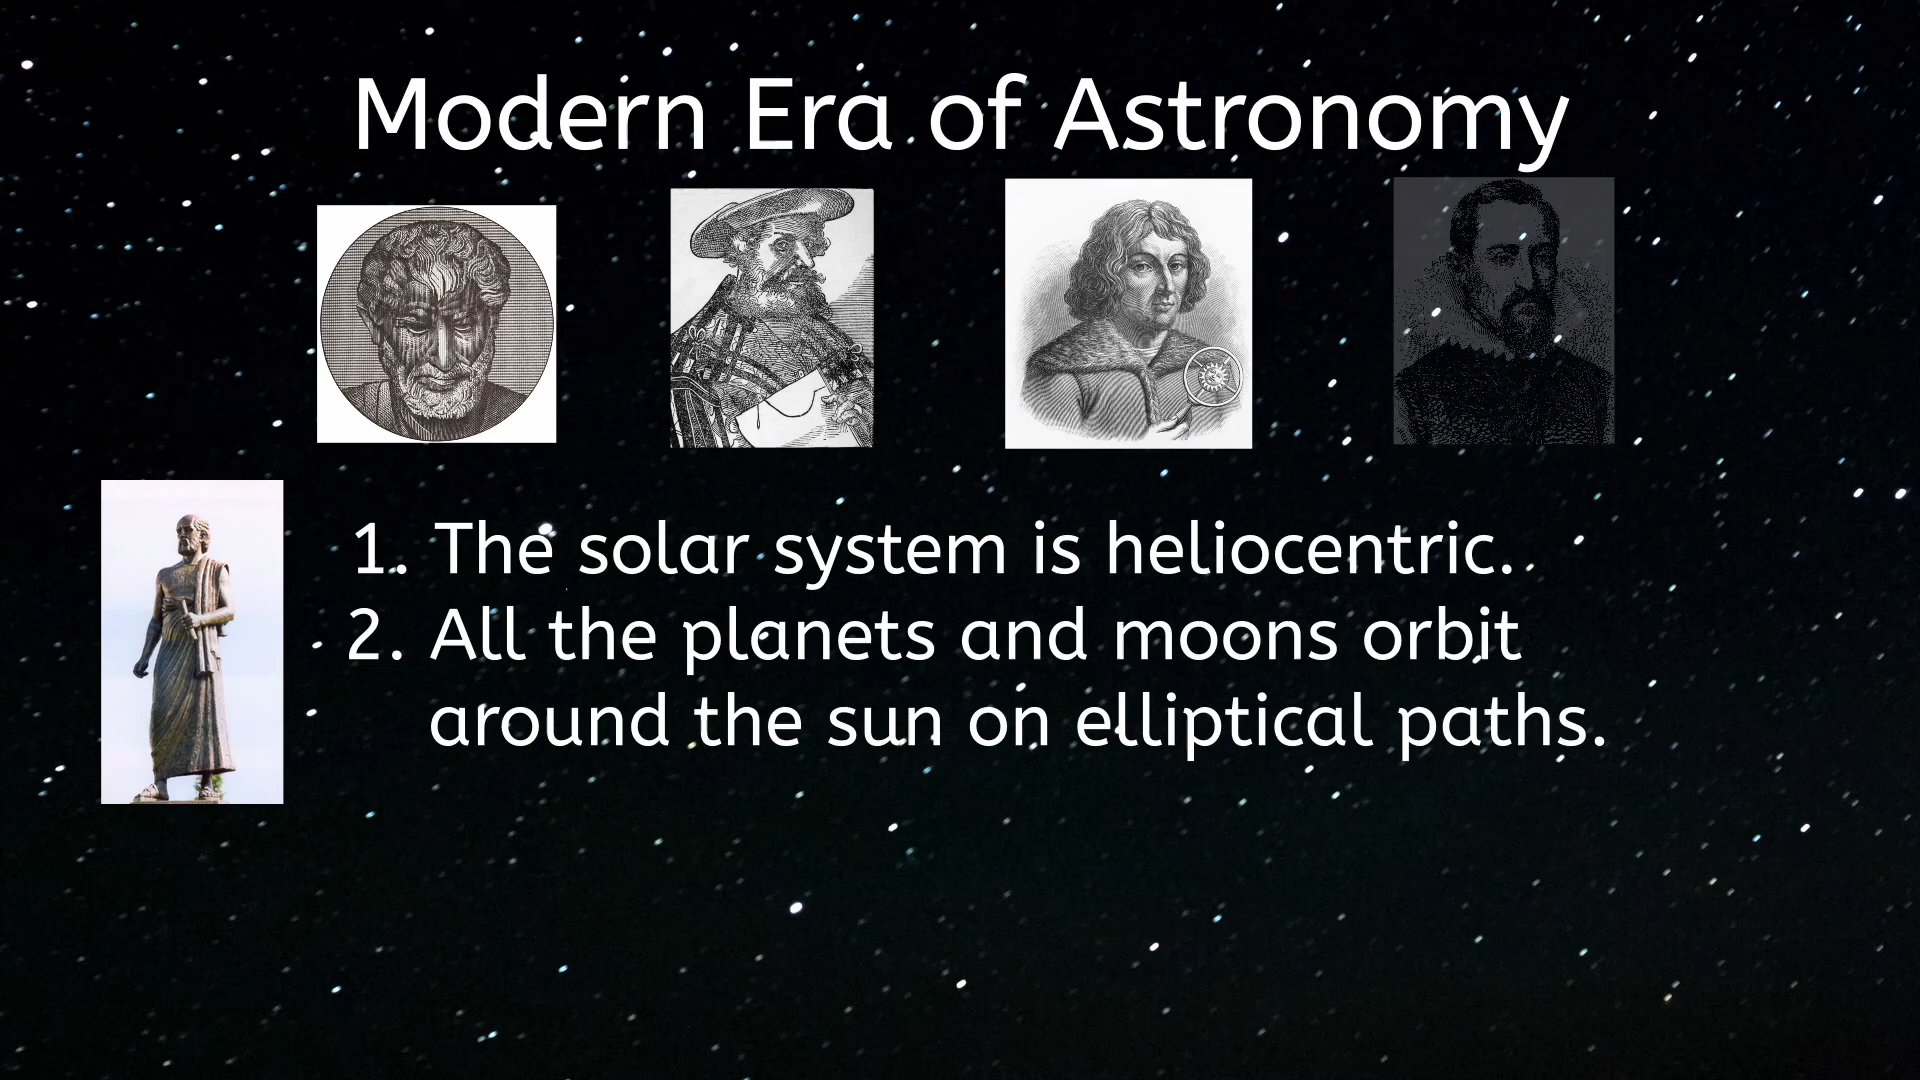 Modern Era of Astronomy
1. The solar system is heliocentric.
2. All the planets and moons orbit
around the sun on elliptical paths.